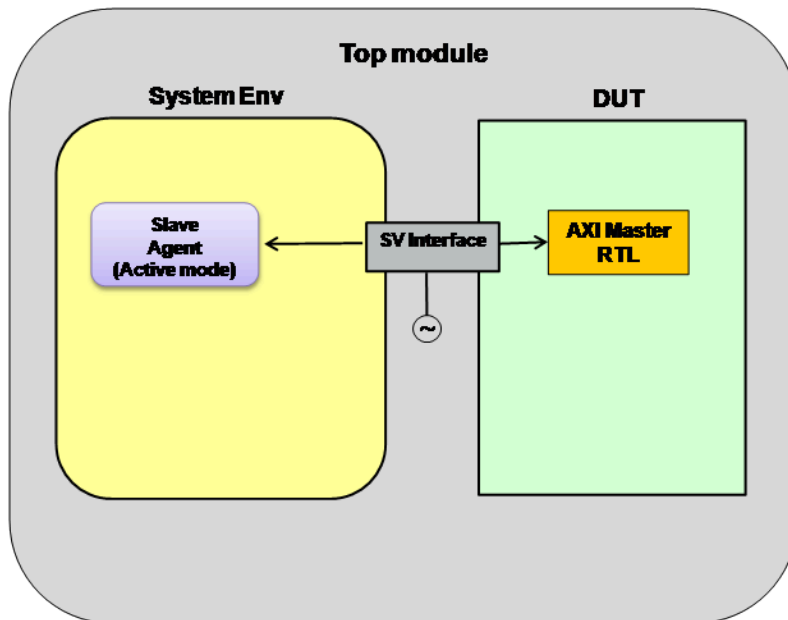 Top module
System Env
DUT
Slave
Agent
(Active mode)
SV Interface
AXI Master
RTL
~